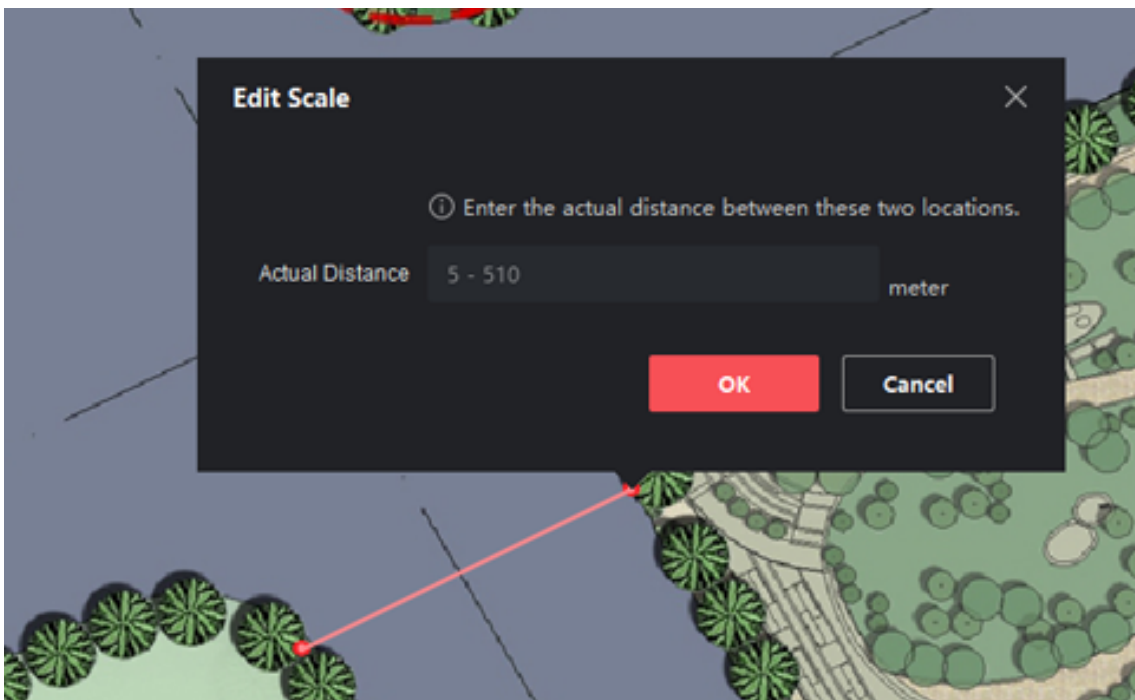 Edit Scale
Enter the actual distance between these two locations.
Actual Distance 5 - 510 meter
OK Cancel